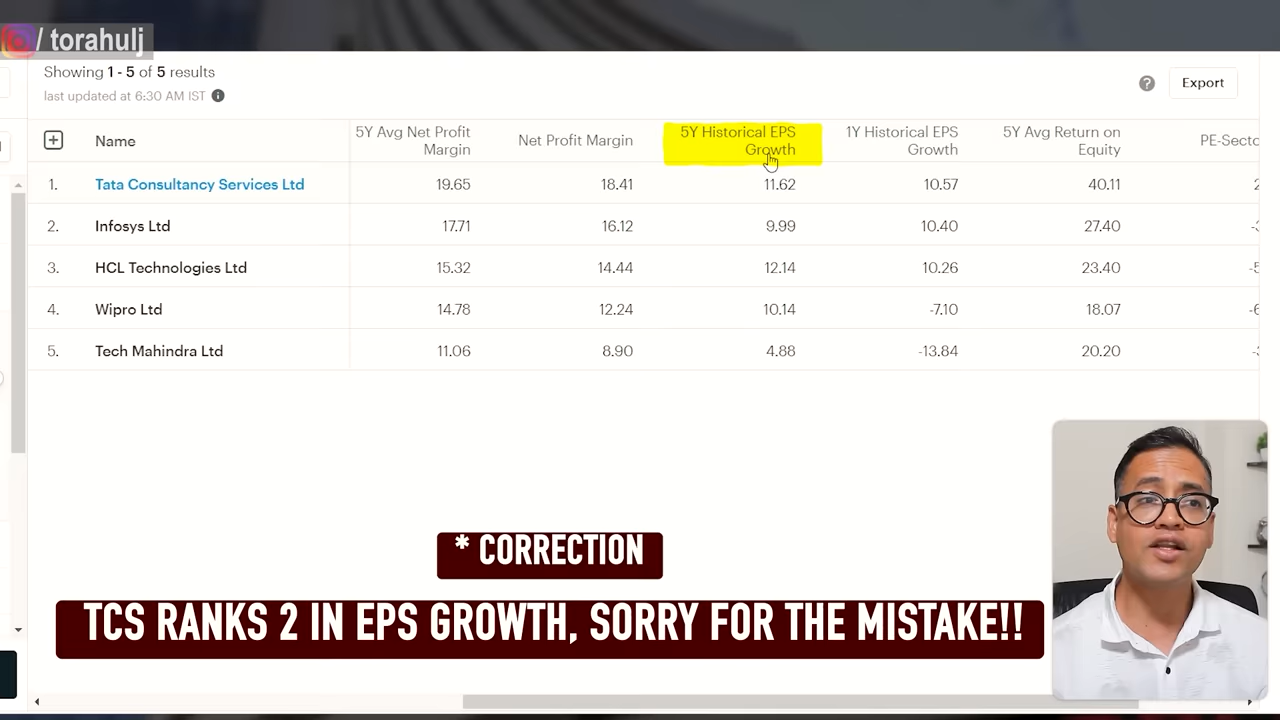 / torahulj
Showing 1 - 5 of 5 results
last updated at 6:30 AM IST
Export
Name
5Y Avg Net Profit Margin
Net Profit Margin
5Y Historical EPS Growth
1Y Historical EPS Growth
5Y Avg Return on Equity
PE-Secto
1. Tata Consultancy Services Ltd 19.65 18.41 11.62 10.57 40.11
2. Infosys Ltd 17.71 16.12 9.99 10.40 27.40
3. HCL Technologies Ltd 15.32 14.44 12.14 10.26 23.40
4. Wipro Ltd 14.78 12.24 10.14 -7.10 18.07
5. Tech Mahindra Ltd 11.06 8.90 4.88 -13.84 20.20
* CORRECTION
TCS RANKS 2 IN EPS GROWTH, SORRY FOR THE MISTAKE!!